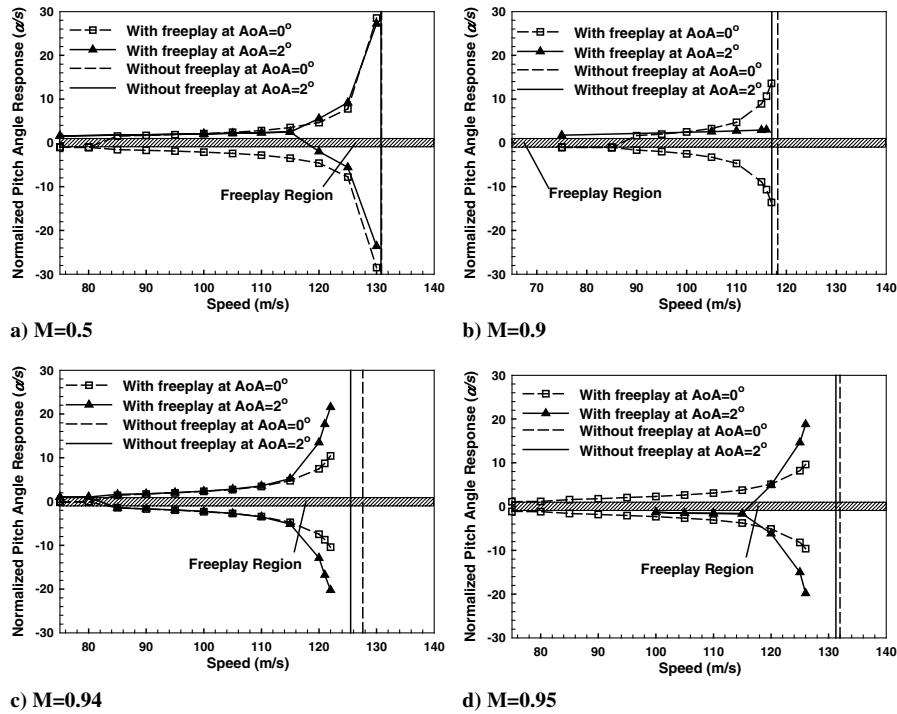 Normalized Pitch Angle Response (α/s)
30
20
10
0
-10
-20
-30
With freeplay at AoA=0°
With freeplay at AoA=2°
Without freeplay at AoA=0°
Without freeplay at AoA=2°
Freeplay Region
80 90 100 110 120 130 140
Speed (m/s)
a) M=0.5
Normalized Pitch Angle Response (α/s)
30
20
10
0
-10
-20
-30
With freeplay at AoA=0°
With freeplay at AoA=2°
Without freeplay at AoA=0°
Without freeplay at AoA=2°
Freeplay Region
70 80 90 100 110 120 130 140
Speed (m/s)
b) M=0.9
Normalized Pitch Angle Response (α/s)
30
20
10
0
-10
-20
-30
With freeplay at AoA=0°
With freeplay at AoA=2°
Without freeplay at AoA=0°
Without freeplay at AoA=2°
Freeplay Region
80 90 100 110 120 130 140
Speed (m/s)
c) M=0.94
Normalized Pitch Angle Response (α/s)
30
20
10
0
-10
-20
-30
With freeplay at AoA=0°
With freeplay at AoA=2°
Without freeplay at AoA=0°
Without freeplay at AoA=2°
Freeplay Region
80 90 100 110 120 130 140
Speed (m/s)
d) M=0.95